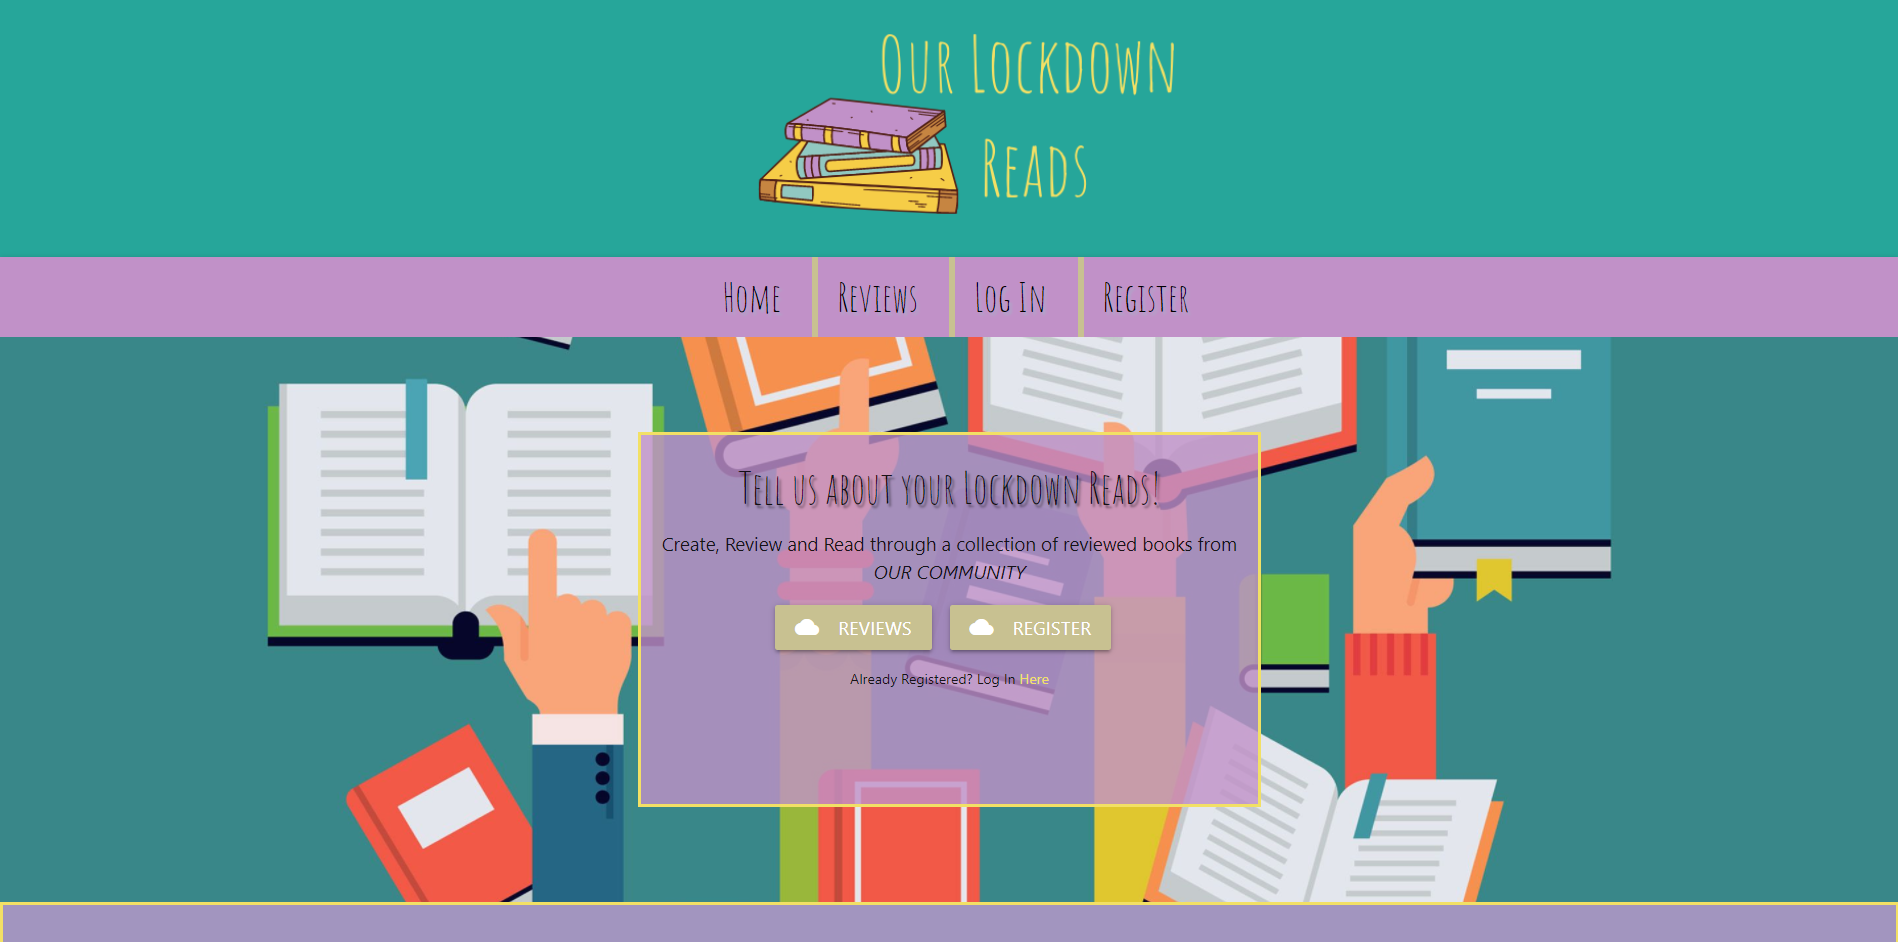 Our Lockdown
Reads
Home
Reviews
Log In
Register
Tell us about your Lockdown Reads!
Create, Review and Read through a collection of reviewed books from
OUR COMMUNITY
REVIEWS
REGISTER
Already Registered? Log In Here